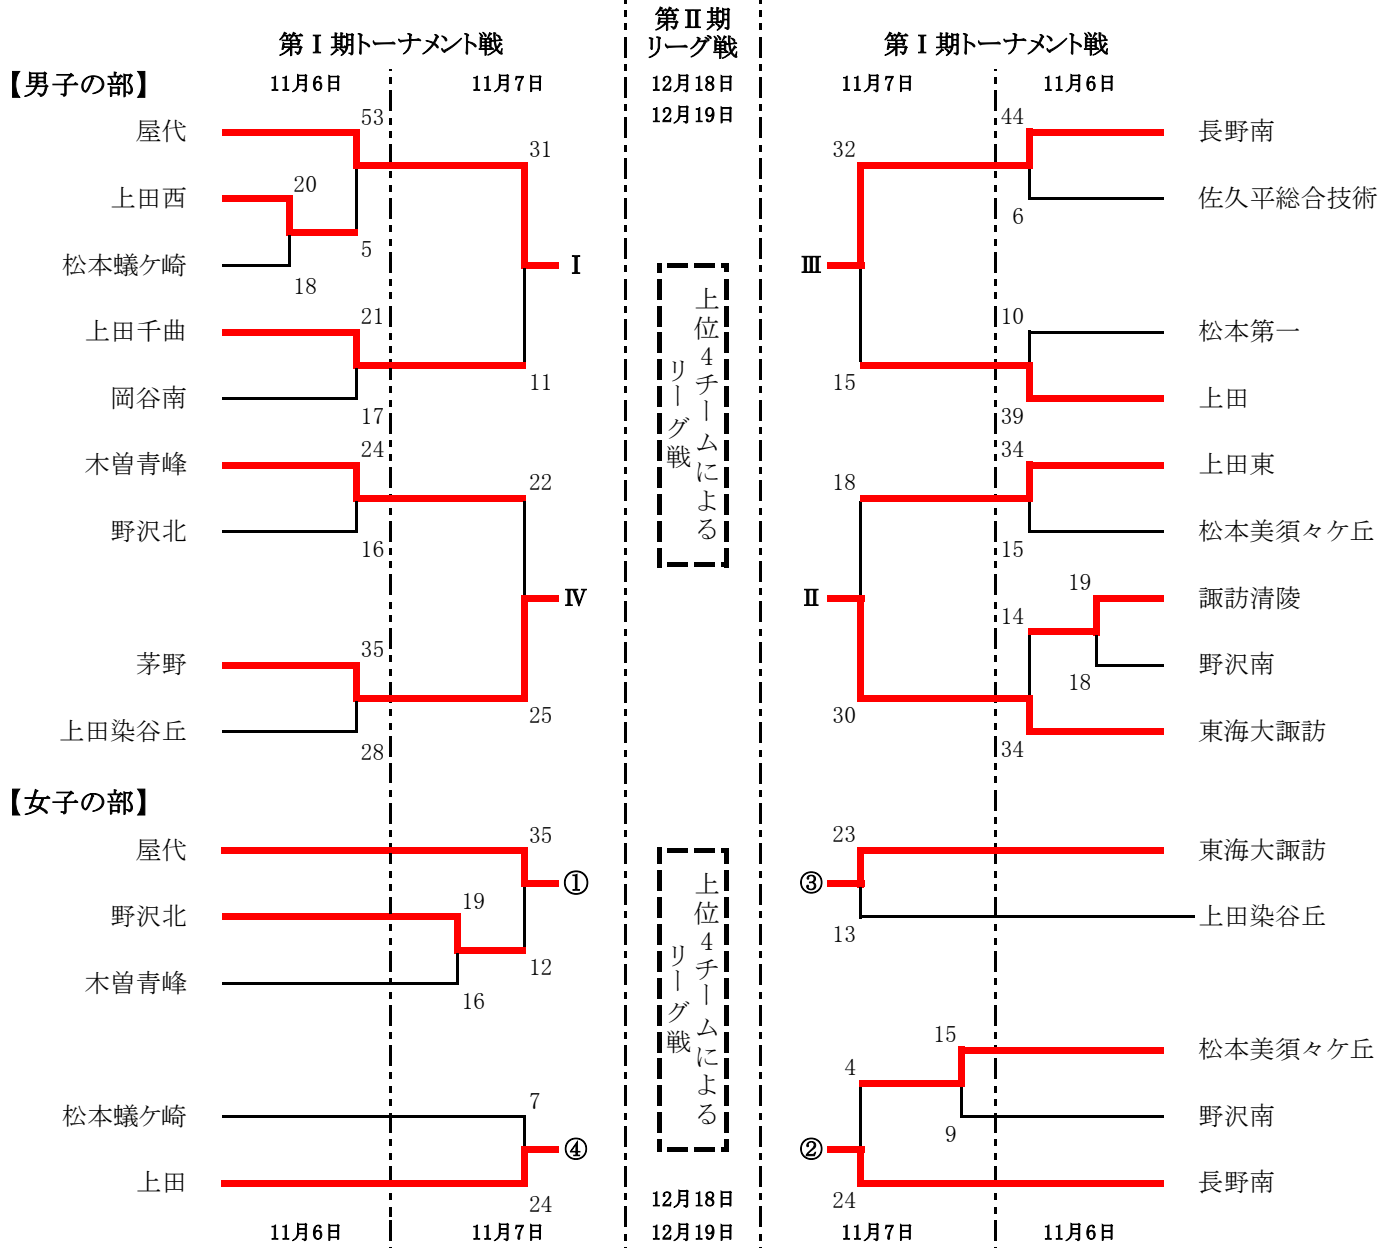 第Ⅰ期トーナメント戦
第Ⅱ期
リーグ戦
第Ⅰ期トーナメント戦
【男子の部】
11月6日
11月7日
12月18日
12月19日
11月7日
11月6日
屋代
53
31
上田西
20
5
松本蟻ケ崎
18
Ⅰ
上田千曲
21
11
岡谷南
17
木曽青峰
24
22
野沢北
16
Ⅳ
茅野
35
25
上田染谷丘
28
上位4チームによる
リーグ戦
32
44
長野南
6
佐久平総合技術
Ⅲ
10
松本第一
15
39
上田
18
34
上田東
15
松本美須々ケ丘
Ⅱ
14
19
諏訪清陵
18
野沢南
30
34
東海大諏訪
【女子の部】
屋代
35
①
野沢北
19
12
木曽青峰
16
松本蟻ケ崎
7
④
上田
24
上位4チームによる
リーグ戦
23
東海大諏訪
③
13
上田染谷丘
15
松本美須々ケ丘
4
9
野沢南
②
24
長野南
11月6日
11月7日
12月18日
12月19日
11月7日
11月6日